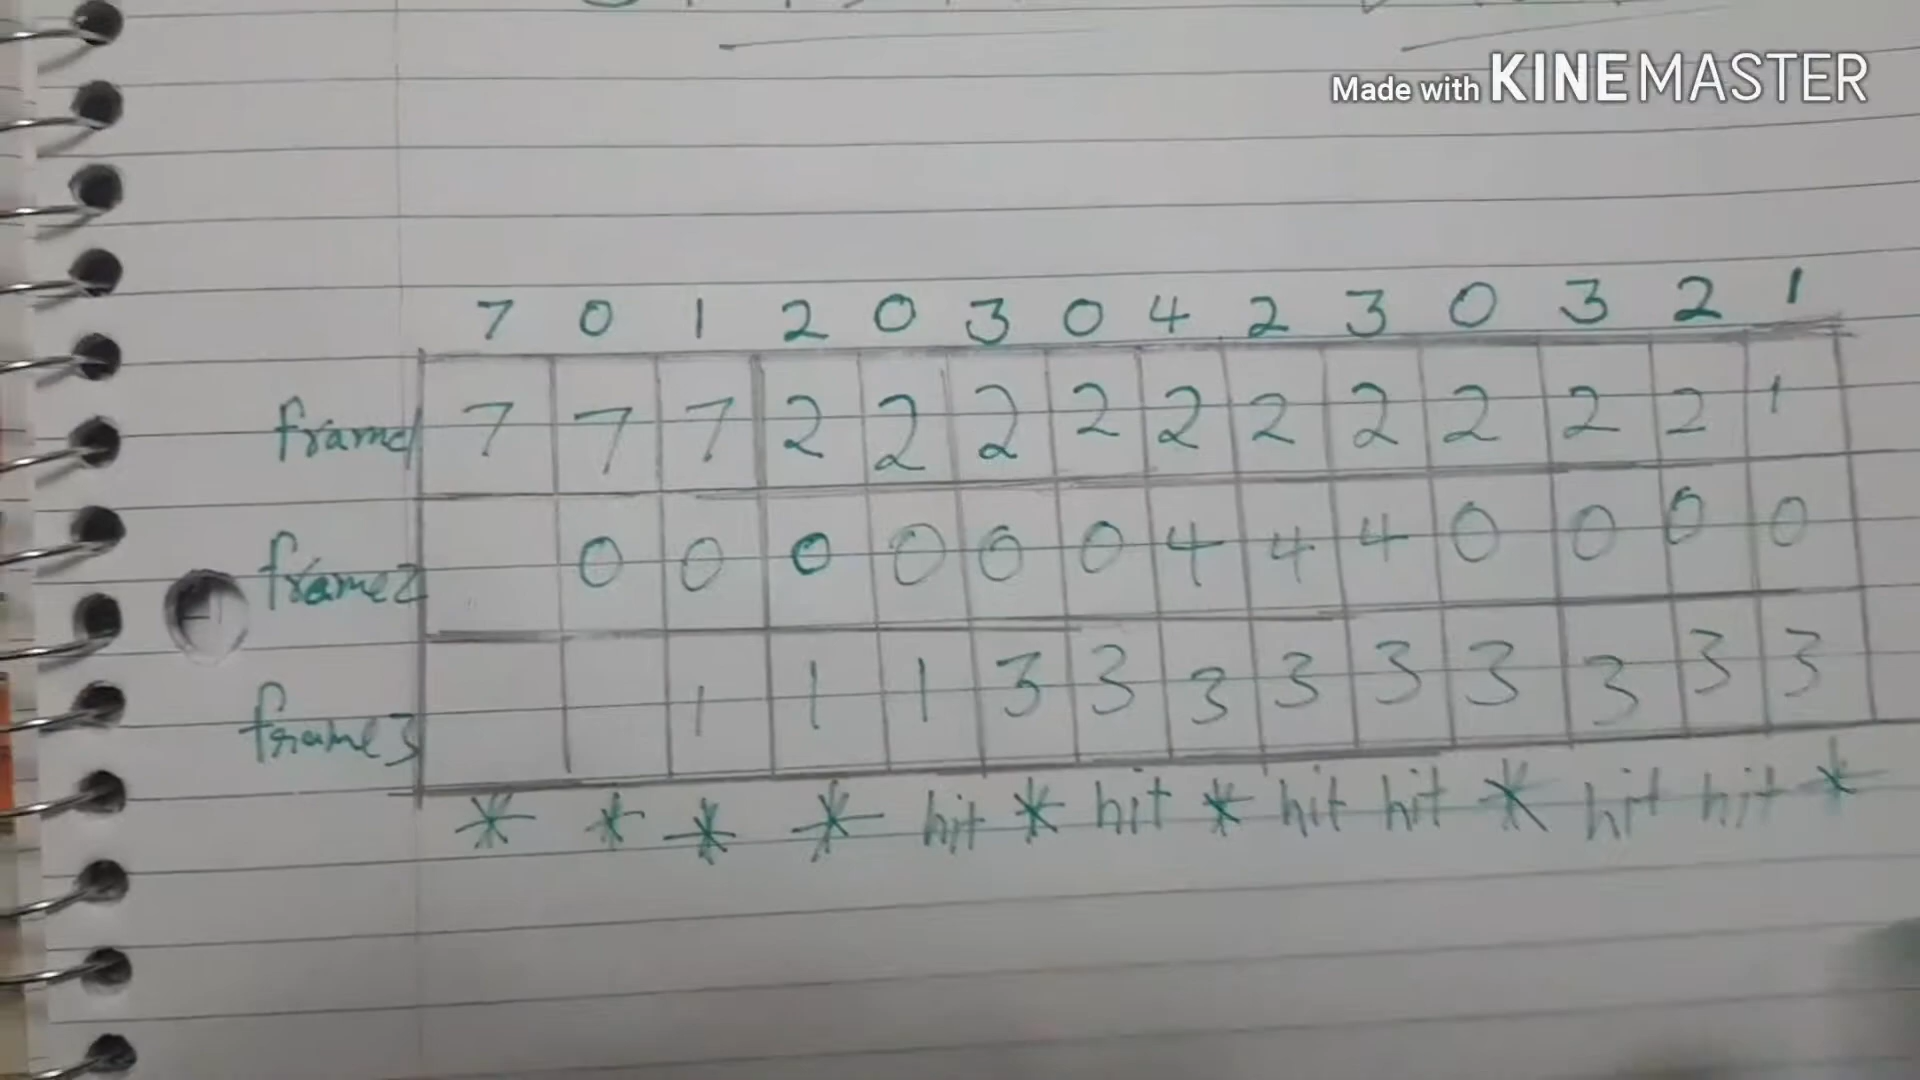 Made with KINEMASTER
7 0 1 2 0 3 0 4 2 3 0 3 2 1
frame1 7 7 7 2 2 2 2 2 2 2 2 2 2 1
frame2 0 0 0 0 0 0 4 4 4 0 0 0 0
frame3 1 1 1 3 3 3 3 3 3 3 3 3
* * * * hit * hit * hit hit * hit hit *